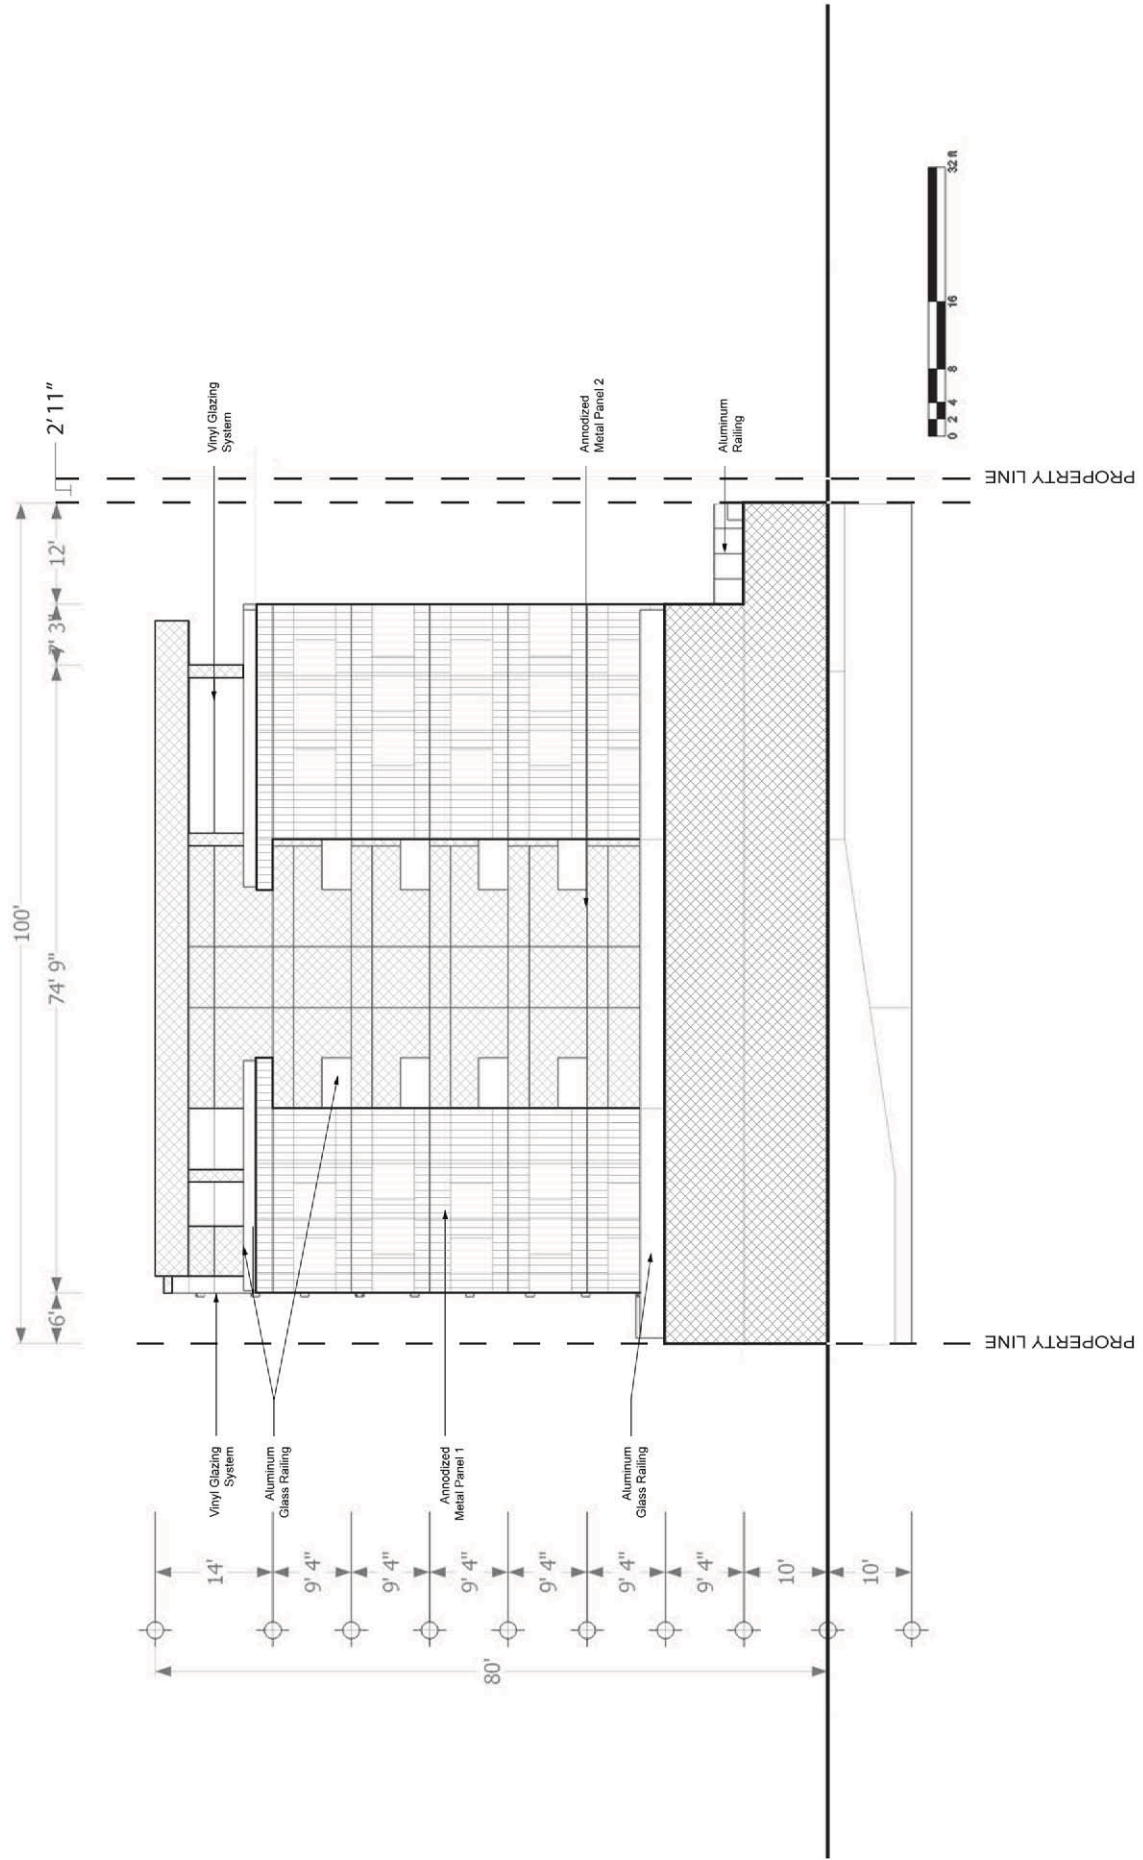 100'
6'
74' 9"
7' 3"
12'
2' 11"
Vinyl Glazing
System
Annodized
Metal Panel 2
Aluminum
Railing
Vinyl Glazing
System
Aluminum
Glass Railing
Annodized
Metal Panel 1
Aluminum
Glass Railing
14'
9' 4"
9' 4"
9' 4"
9' 4"
9' 4"
9' 4"
10'
10'
80'
PROPERTY LINE
PROPERTY LINE
0 2 4 8 16 32 ft